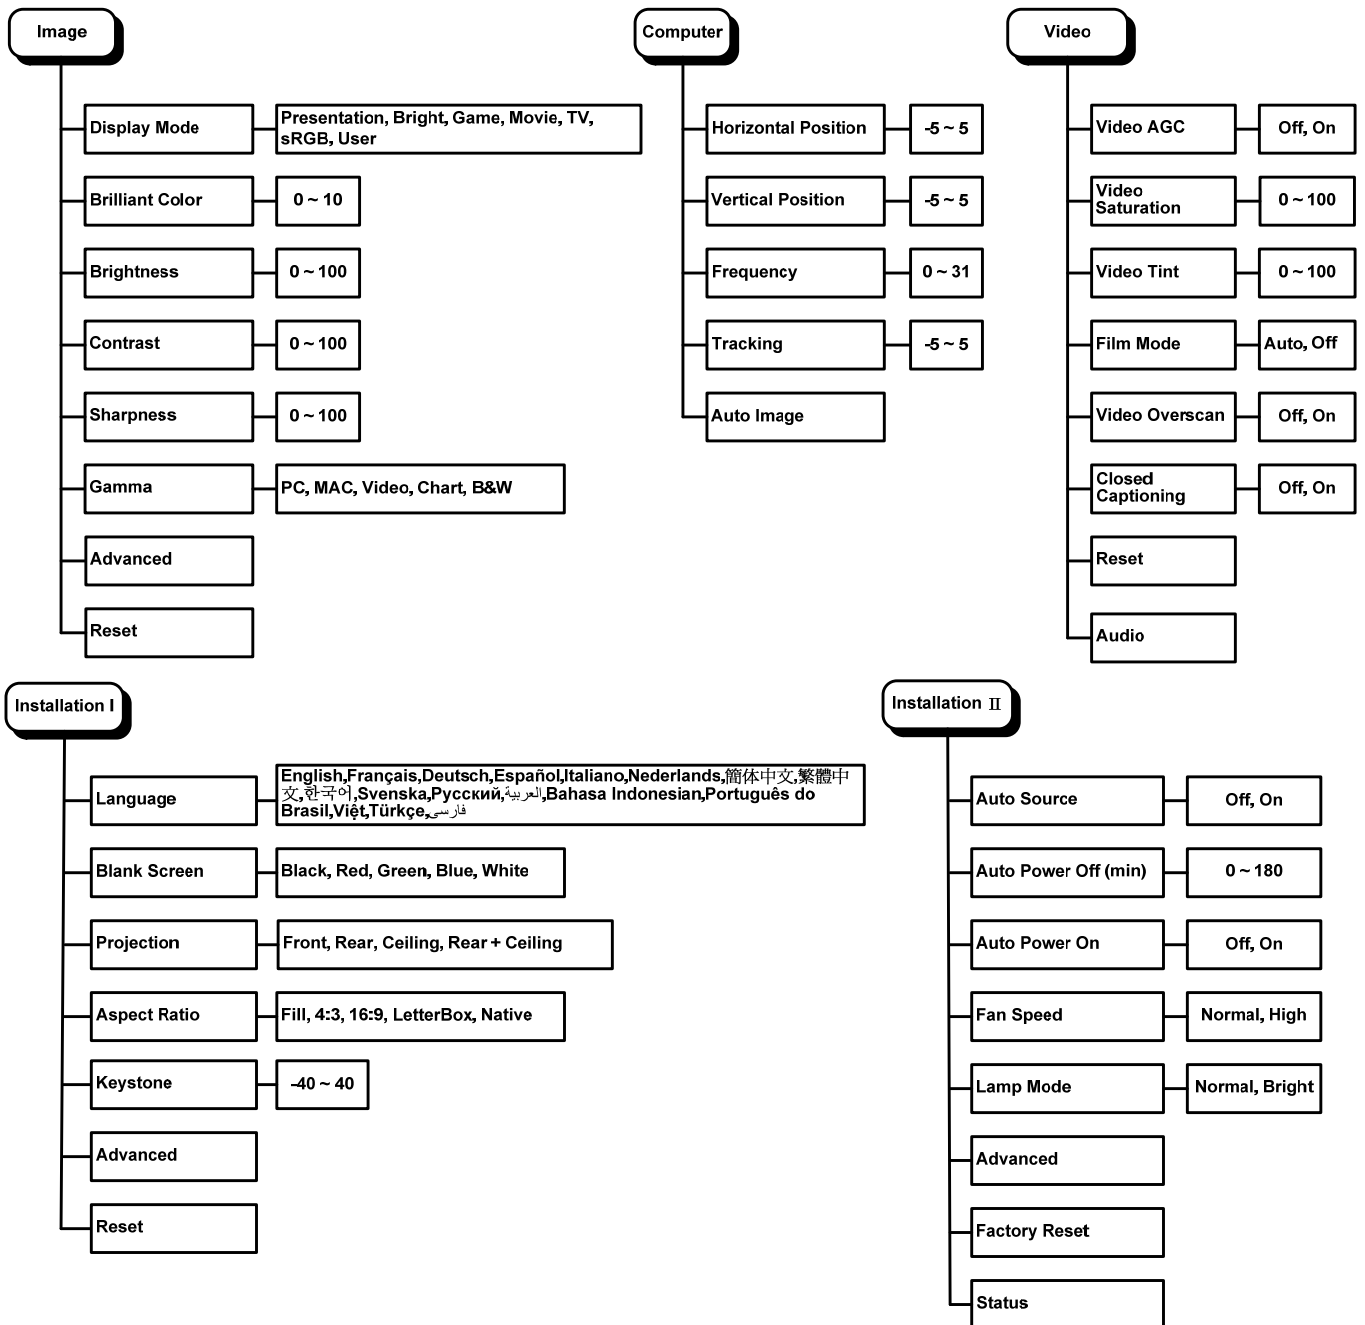 Image
Display Mode
Presentation, Bright, Game, Movie, TV,
sRGB, User
Brilliant Color
0 ~ 10
Brightness
0 ~ 100
Contrast
0 ~ 100
Sharpness
0 ~ 100
Gamma
PC, MAC, Video, Chart, B&W
Advanced
Reset
Computer
Horizontal Position
-5 ~ 5
Vertical Position
-5 ~ 5
Frequency
0 ~ 31
Tracking
-5 ~ 5
Auto Image
Video
Video AGC
Off, On
Video
Saturation
0 ~ 100
Video Tint
0 ~ 100
Film Mode
Auto, Off
Video Overscan
Off, On
Closed
Captioning
Off, On
Reset
Audio
Installation I
Language
English,Français,Deutsch,Español,Italiano,Nederlands,簡体中文,繁體中
文,한국어,Svenska,Русский,العربية,Bahasa Indonesian,Português do
Brasil,Việt,Türkçe,فارسی
Blank Screen
Black, Red, Green, Blue, White
Projection
Front, Rear, Ceiling, Rear + Ceiling
Aspect Ratio
Fill, 4:3, 16:9, LetterBox, Native
Keystone
-40 ~ 40
Advanced
Reset
Installation II
Auto Source
Off, On
Auto Power Off (min)
0 ~ 180
Auto Power On
Off, On
Fan Speed
Normal, High
Lamp Mode
Normal, Bright
Advanced
Factory Reset
Status